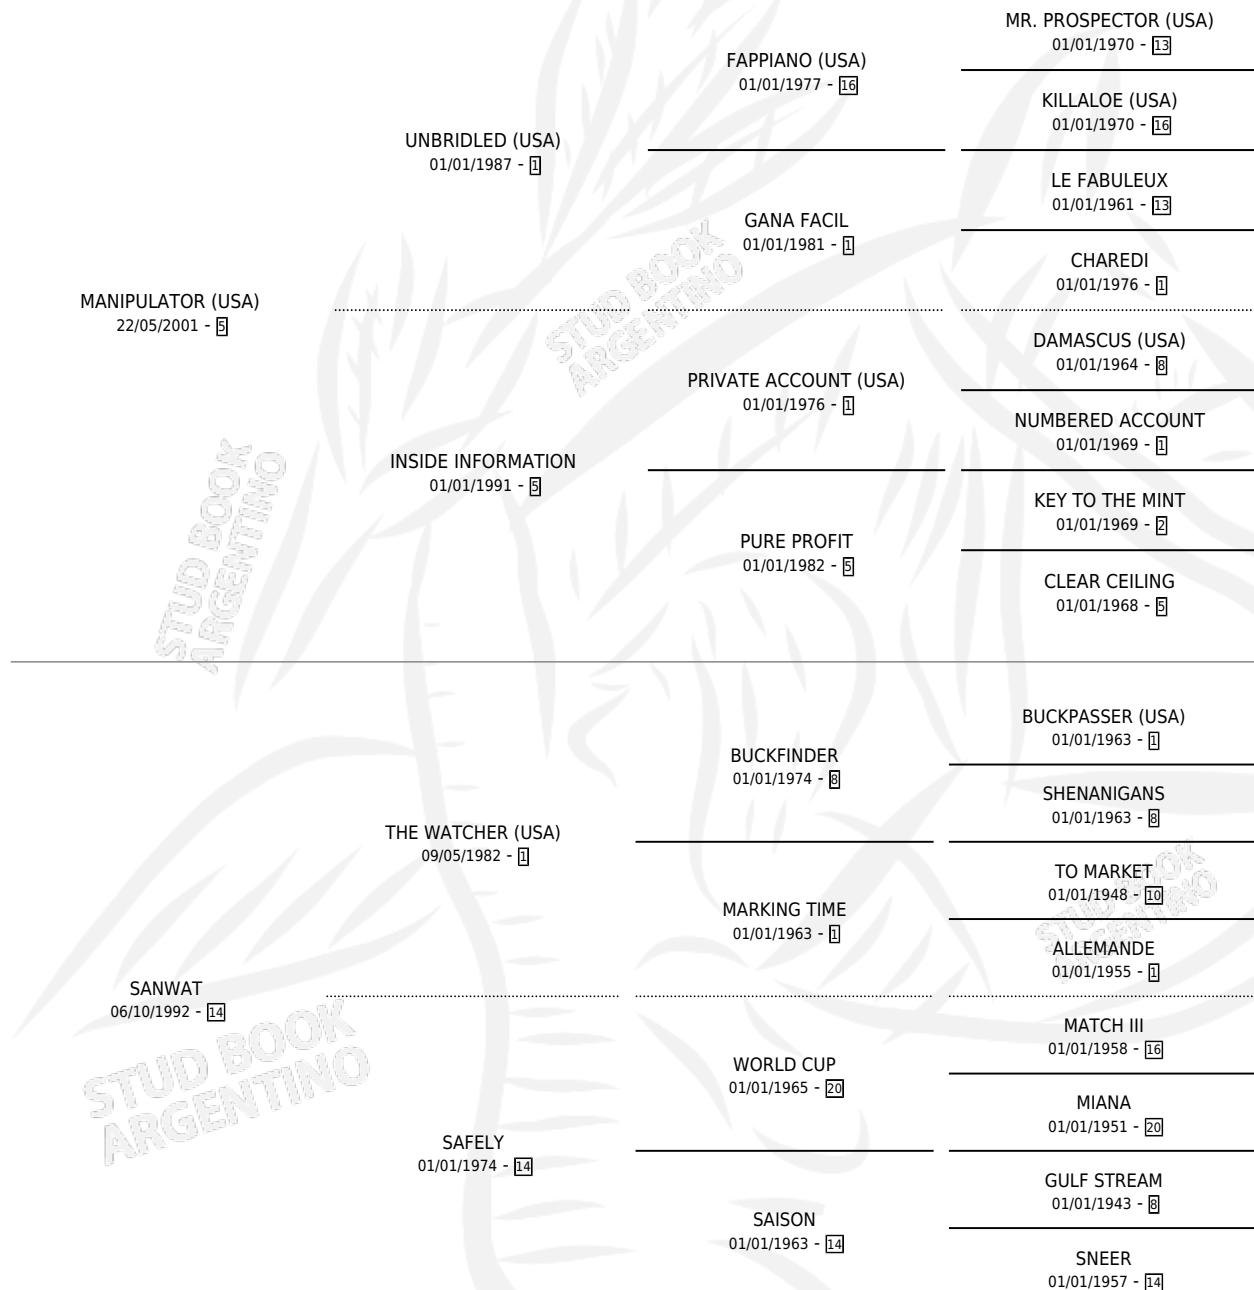 MR. PROSPECTOR (USA)
01/01/1970 - 13
FAPPIANO (USA)
01/01/1977 - 16
KILLALOE (USA)
01/01/1970 - 16
UNBRIDLED (USA)
01/01/1987 - 1
LE FABULEUX
01/01/1961 - 13
GANA FACIL
01/01/1981 - 1
CHAREDI
01/01/1976 - 1
MANIPULATOR (USA)
22/05/2001 - 5
STUD BOOK
ARGENTINO
DAMASCUS (USA)
01/01/1964 - 8
PRIVATE ACCOUNT (USA)
01/01/1976 - 1
NUMBERED ACCOUNT
01/01/1969 - 1
INSIDE INFORMATION
01/01/1991 - 5
KEY TO THE MINT
01/01/1969 - 2
PURE PROFIT
01/01/1982 - 5
CLEAR CEILING
01/01/1968 - 5
STUD BOOK
ARGENTINO
BUCKPASSER (USA)
01/01/1963 - 1
BUCKFINDER
01/01/1974 - 8
SHENANIGANS
01/01/1963 - 8
THE WATCHER (USA)
09/05/1982 - 1
TO MARKET
01/01/1948 - 10
MARKING TIME
01/01/1963 - 1
STUD BOOK
ARGENTINO
ALLEMANDE
01/01/1955 - 1
SANWAT
06/10/1992 - 14
STUD BOOK
ARGENTINO
MATCH III
01/01/1958 - 16
WORLD CUP
01/01/1965 - 20
MIANA
01/01/1951 - 20
SAFELY
01/01/1974 - 14
GULF STREAM
01/01/1943 - 8
SAISON
01/01/1963 - 14
SNEER
01/01/1957 - 14